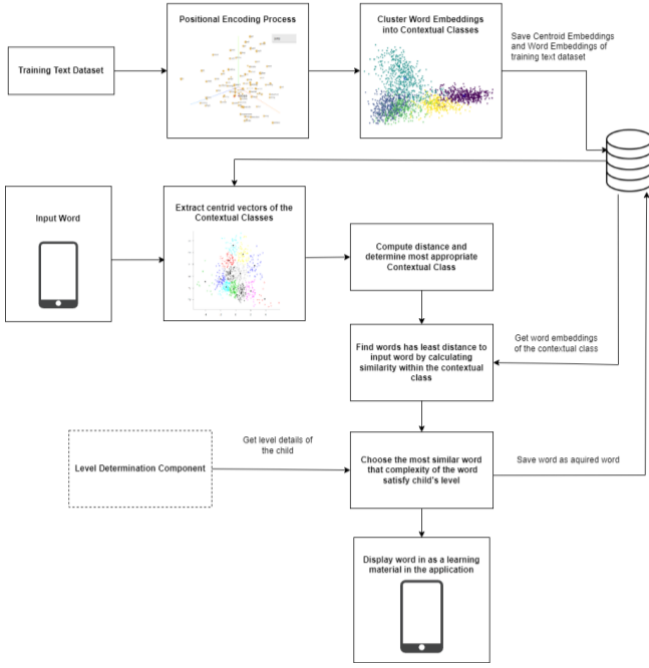 Positional Encoding Process
Cluster Word Embeddings
into Contextual Classes
Save Centroid Embeddings
and Word Embeddings of
training text dataset
Training Text Dataset
Input Word
Extract centrid vectors of the
Contextual Classes
Compute distance and
determine most appropriate
Contextual Class
Find words has least distance to
input word by calculating
similarity within the contextual
class
Get word embeddings
of the contextual class
Level Determination Component
Get level details of
the child
Choose the most similar word
that complexity of the word
satisfy child's level
Save word as aquired word
Display word in as a learning
material in the application